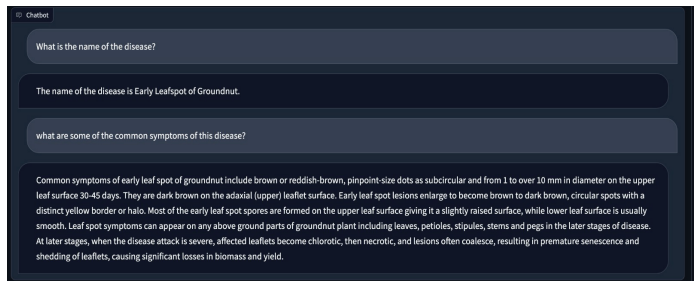 Chatbot
What is the name of the disease?
The name of the disease is Early Leafspot of Groundnut.
what are some of the common symptoms of this disease?
Common symptoms of early leaf spot of groundnut include brown or reddish-brown, pinpoint-size dots as subcircular and from 1 to over 10 mm in diameter on the upper
leaf surface 30-45 days. They are dark brown on the adaxial (upper) leaflet surface. Early leaf spot lesions enlarge to become brown to dark brown, circular spots with a
distinct yellow border or halo. Most of the early leaf spot spores are formed on the upper leaf surface giving it a slightly raised surface, while lower leaf surface is usually
smooth. Leaf spot symptoms can appear on any above ground parts of groundnut plant including leaves, petioles, stipules, stems and pegs in the later stages of disease.
At later stages, when the disease attack is severe, affected leaflets become chlorotic, then necrotic, and lesions often coalesce, resulting in premature senescence and
shedding of leaflets, causing significant losses in biomass and yield.